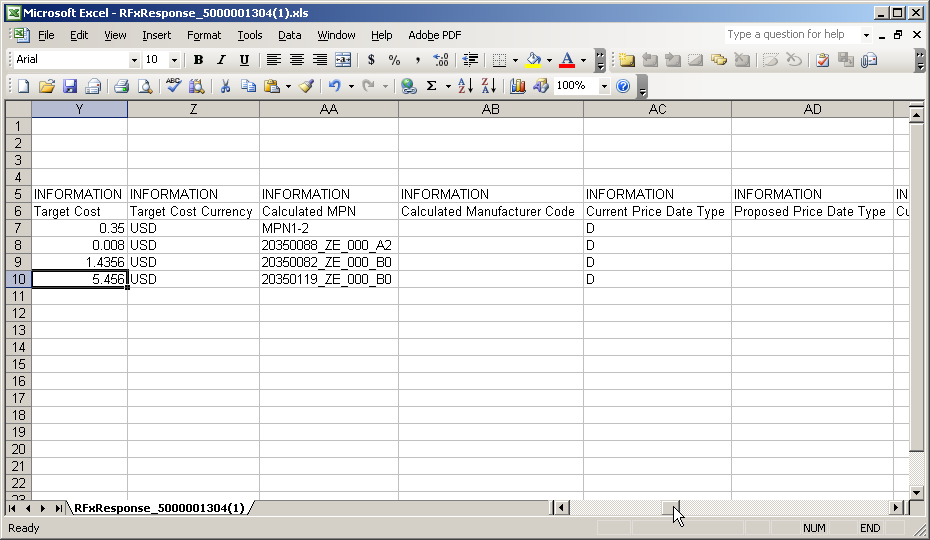 Microsoft Excel - RFxResponse_5000001304(1).xls
File Edit View Insert Format Tools Data Window Help Adobe PDF Type a question for help
Arial 10 B I U $ % , A
ABC Σ A Z Z A 100%
Y Z AA AB AC AD
1
2
3
4
5 INFORMATION INFORMATION INFORMATION INFORMATION INFORMATION INFORMATION IN
6 Target Cost Target Cost Currency Calculated MPN Calculated Manufacturer Code Current Price Date Type Proposed Price Date Type Cu
7 0.35 USD MPN1-2 D
8 0.008 USD 20350088_ZE_000_A2 D
9 1.4356 USD 20350082_ZE_000_B0 D
10 5.456 USD 20350119_ZE_000_B0 D
11
12
13
14
15
16
17
18
19
20
21
22
23
RFxResponse_5000001304(1)
Ready NUM END